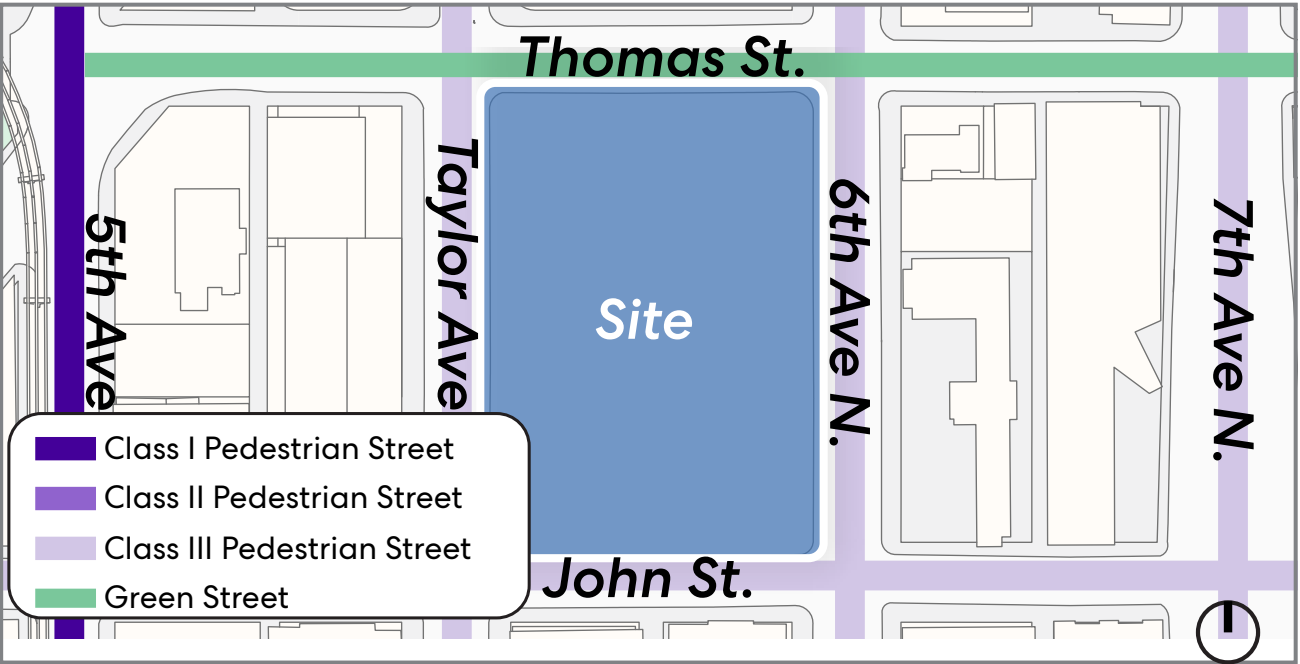 Thomas St.
Taylor Ave
5th Ave
6th Ave N.
7th Ave N.
Site
Class I Pedestrian Street
Class II Pedestrian Street
Class III Pedestrian Street
Green Street
John St.